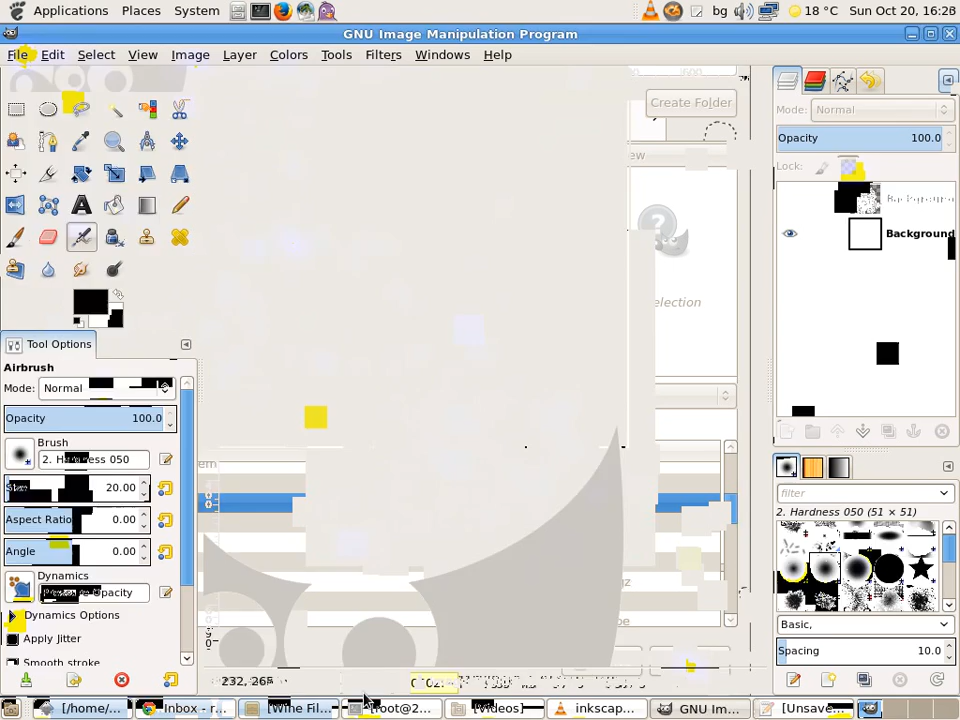 Applications Places System bg 18 °C Sun Oct 20, 16:28
GNU Image Manipulation Program
File Edit Select View Image Layer Colors Tools Filters Windows Help
Create Folder
Mode: Normal
Opacity 100.0
Lock:
Background
Tool Options
Airbrush
Mode: Normal
Opacity 100.0
Brush
2. Hardness 050
20.00
Aspect Ratio 0.00
Angle 0.00
Dynamics
Opacity
Dynamics Options
Apply Jitter
Smooth stroke
election
filter
2. Hardness 050 (51 × 51)
Basic,
Spacing 10.0
[/home/... Inbox - r... [Wine Fil... [Videos] inkscap... GNU Im... [Unsave...